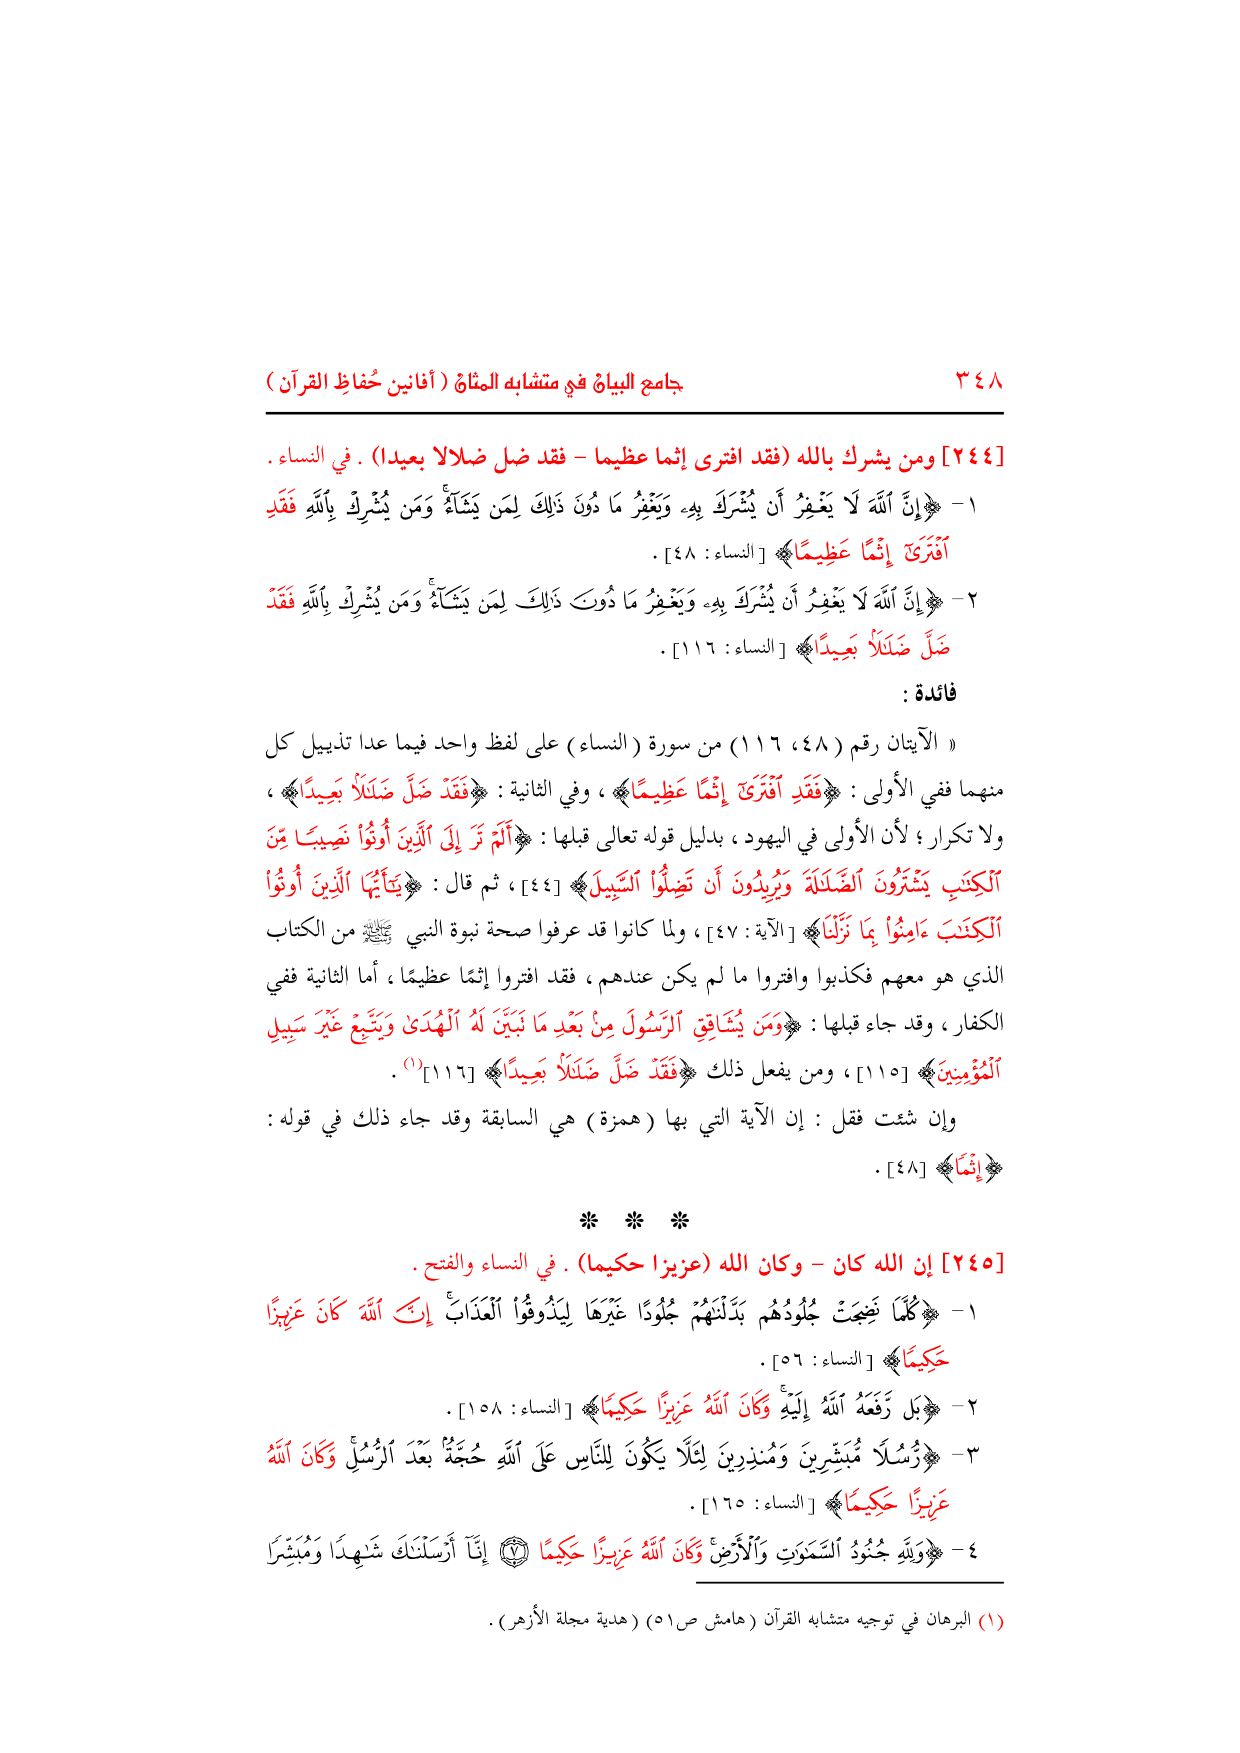 ٣٤٨ جامع البيان في متشابه المثان ( أفانين حُفاظِ القرآن )
[٢٤٤] ومن يشرك بالله (فقد افترى إثما عظيما – فقد ضل ضلالا بعيدا) . في النساء .
١- ﴿إِنَّ ٱللَّهَ لَا يَغْفِرُ أَن يُشْرَكَ بِهِۦ وَيَغْفِرُ مَا دُونَ ذَٰلِكَ لِمَن يَشَآءُۚ وَمَن يُشْرِكْ بِٱللَّهِ فَقَدِ
ٱفْتَرَىٰٓ إِثْمًا عَظِيمًا﴾ [النساء: ٤٨] .
٢- ﴿إِنَّ ٱللَّهَ لَا يَغْفِرُ أَن يُشْرَكَ بِهِۦ وَيَغْفِرُ مَا دُونَ ذَٰلِكَ لِمَن يَشَآءُۚ وَمَن يُشْرِكْ بِٱللَّهِ فَقَدْ
ضَلَّ ضَلَٰلًۢا بَعِيدًا﴾ [النساء: ١١٦] .
فائدة :
« الآيتان رقم (٤٨، ١١٦) من سورة (النساء) على لفظ واحد فيما عدا تذييل كل
منهما ففي الأولى : ﴿فَقَدِ ٱفْتَرَىٰٓ إِثْمًا عَظِيمًا﴾ ، وفي الثانية : ﴿فَقَدْ ضَلَّ ضَلَٰلًۢا بَعِيدًا﴾ ،
ولا تكرار ؛ لأن الأولى في اليهود ، بدليل قوله تعالى قبلها : ﴿أَلَمْ تَرَ إِلَى ٱلَّذِينَ أُوتُوا۟ نَصِيبًا مِّنَ
ٱلْكِتَٰبِ يَشْتَرُونَ ٱلضَّلَٰلَةَ وَيُرِيدُونَ أَن تَضِلُّوا۟ ٱلسَّبِيلَ﴾ [٤٤] ، ثم قال : ﴿يَٰٓأَيُّهَا ٱلَّذِينَ أُوتُوا۟
ٱلْكِتَٰبَ ءَامِنُوا۟ بِمَا نَزَّلْنَا﴾ [الآية : ٤٧] ، ولما كانوا قد عرفوا صحة نبوة النبي ﷺ من الكتاب
الذي هو معهم فكذبوا وافتروا ما لم يكن عندهم ، فقد افتروا إثمًا عظيمًا ، أما الثانية ففي
الكفار ، وقد جاء قبلها : ﴿وَمَن يُشَاقِقِ ٱلرَّسُولَ مِنۢ بَعْدِ مَا تَبَيَّنَ لَهُ ٱلْهُدَىٰ وَيَتَّبِعْ غَيْرَ سَبِيلِ
ٱلْمُؤْمِنِينَ﴾ [١١٥] ، ومن يفعل ذلك ﴿فَقَدْ ضَلَّ ضَلَٰلًۢا بَعِيدًا﴾ [١١٦](١) .
وإن شئت فقل : إن الآية التي بها (همزة) هي السابقة وقد جاء ذلك في قوله :
﴿إِثْمًا﴾ [٤٨] .
❊ ❊ ❊
[٢٤٥] إن الله كان – وكان الله (عزيزا حكيما) . في النساء والفتح .
١- ﴿كُلَّمَا نَضِجَتْ جُلُودُهُم بَدَّلْنَٰهُمْ جُلُودًا غَيْرَهَا لِيَذُوقُوا۟ ٱلْعَذَابَۗ إِنَّ ٱللَّهَ كَانَ عَزِيزًا
حَكِيمًا﴾ [النساء: ٥٦] .
٢- ﴿بَل رَّفَعَهُ ٱللَّهُ إِلَيْهِۚ وَكَانَ ٱللَّهُ عَزِيزًا حَكِيمًا﴾ [النساء: ١٥٨] .
٣- ﴿رُّسُلًا مُّبَشِّرِينَ وَمُنذِرِينَ لِئَلَّا يَكُونَ لِلنَّاسِ عَلَى ٱللَّهِ حُجَّةٌۢ بَعْدَ ٱلرُّسُلِۚ وَكَانَ ٱللَّهُ
عَزِيزًا حَكِيمًا﴾ [النساء: ١٦٥] .
٤- ﴿وَلِلَّهِ جُنُودُ ٱلسَّمَٰوَٰتِ وَٱلْأَرْضِۚ وَكَانَ ٱللَّهُ عَزِيزًا حَكِيمًا ٧ إِنَّآ أَرْسَلْنَٰكَ شَٰهِدًا وَمُبَشِّرًا
(١) البرهان في توجيه متشابه القرآن (هامش ص٥١) (هدية مجلة الأزهر) .